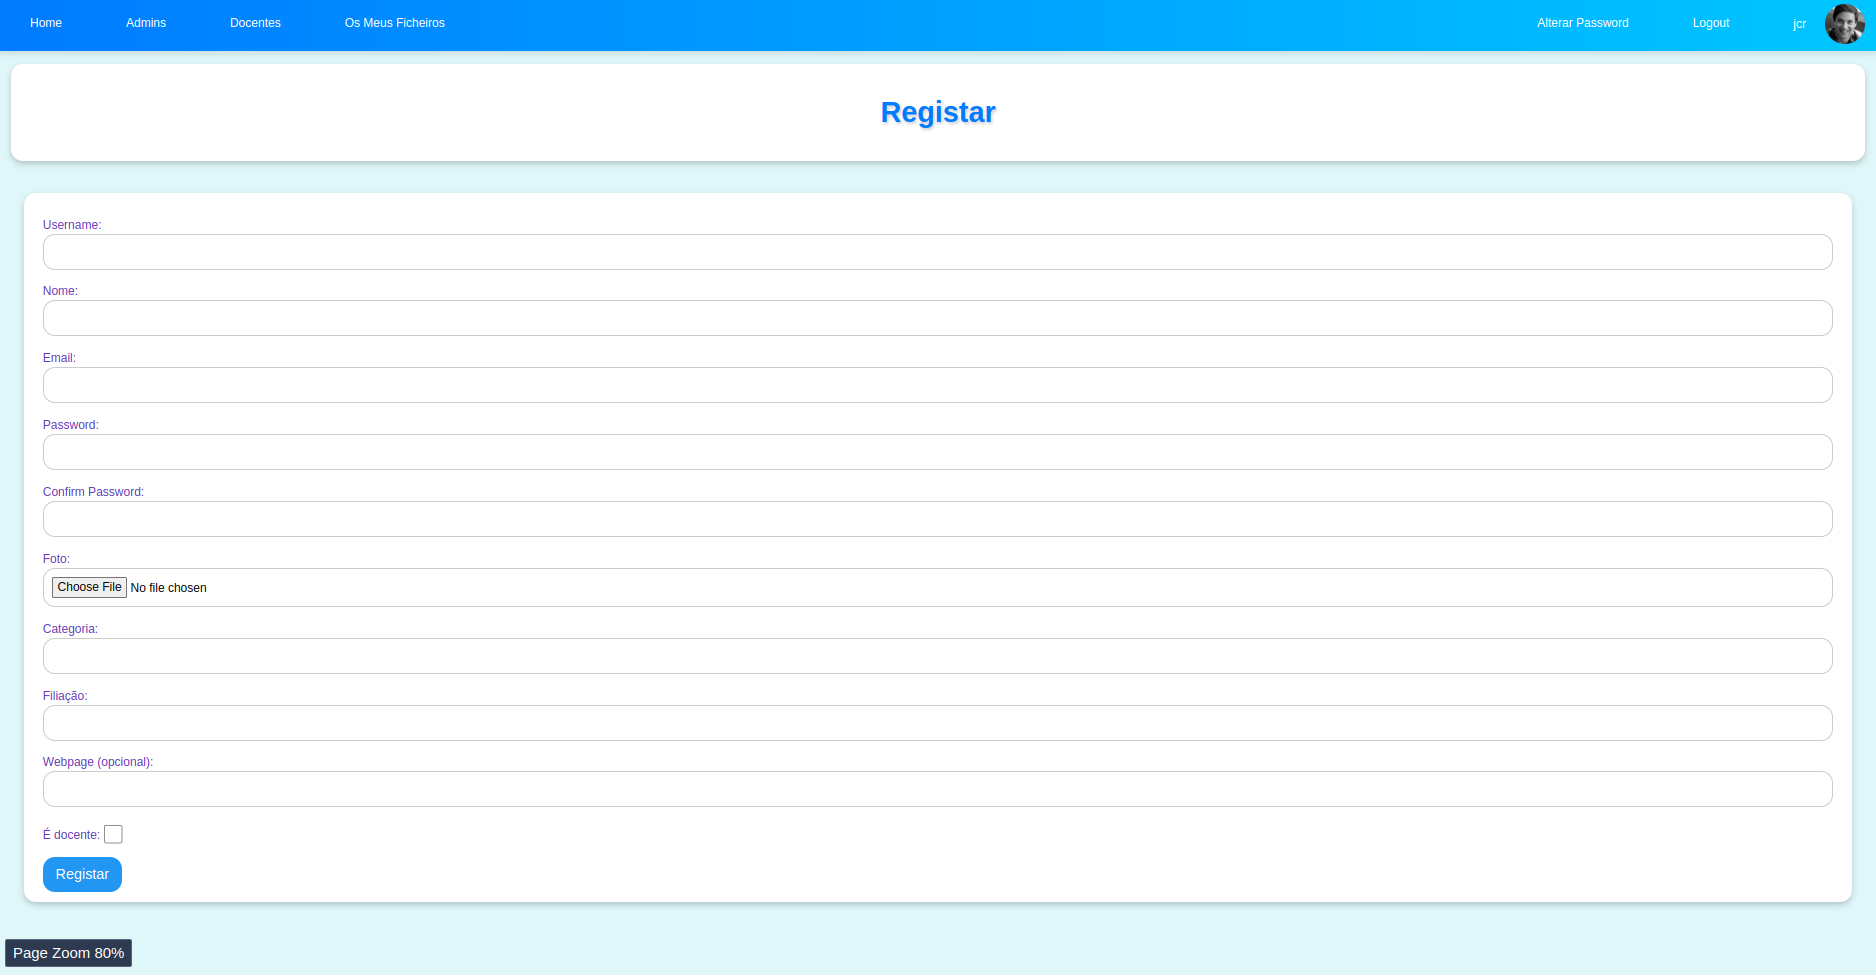 Home Admins Docentes Os Meus Ficheiros Alterar Password Logout jcr
Registar
Username:
Nome:
Email:
Password:
Confirm Password:
Foto:
Choose File No file chosen
Categoria:
Filiação:
Webpage (opcional):
É docente:
Registar
Page Zoom 80%